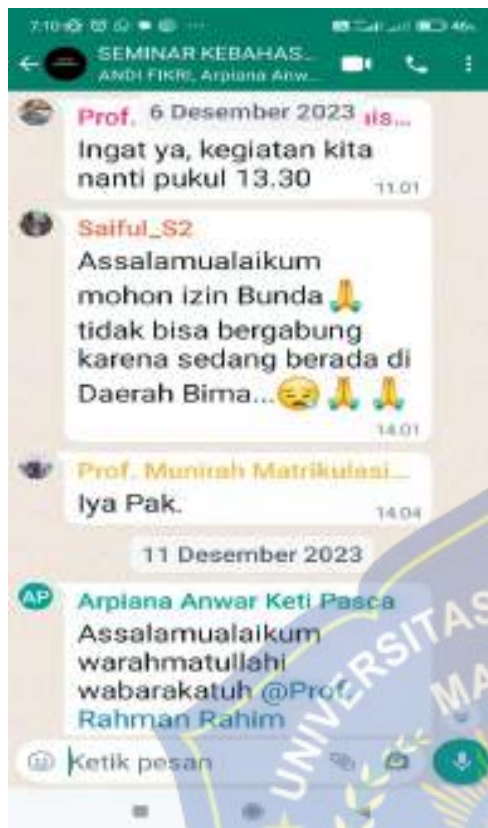 7.10
SEMINAR KEBAHAS...
ANDI FIKRI, Arpiana Anw...
6 Desember 2023
Prof.
Ingat ya, kegiatan kita
nanti pukul 13.30
11.01
Saiful_S2
Assalamualaikum
mohon izin Bunda🙏
tidak bisa bergabung
karena sedang berada di
Daerah Bima...😪🙏🙏
14.01
Prof. Munirah Matrikulasi...
Iya Pak.
14.04
11 Desember 2023
AP
Arpiana Anwar Keti Pasca
Assalamualaikum
warahmatullahi
wabarakatuh @Prof.
Rahman Rahim
Ketik pesan